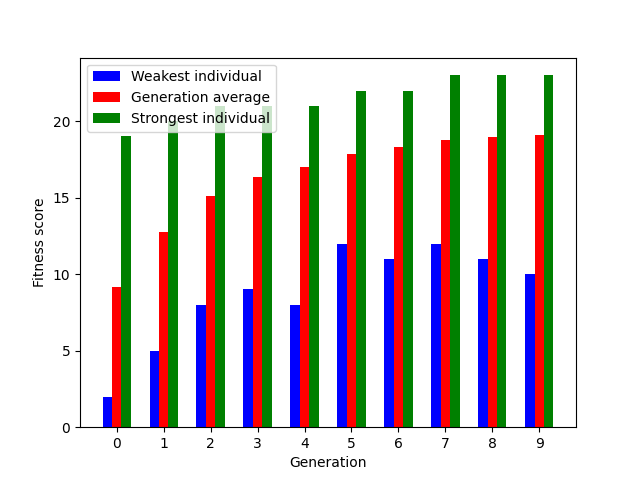 Weakest individual
Generation average
Strongest individual
20
15
10
5
0
Fitness score
0 1 2 3 4 5 6 7 8 9
Generation